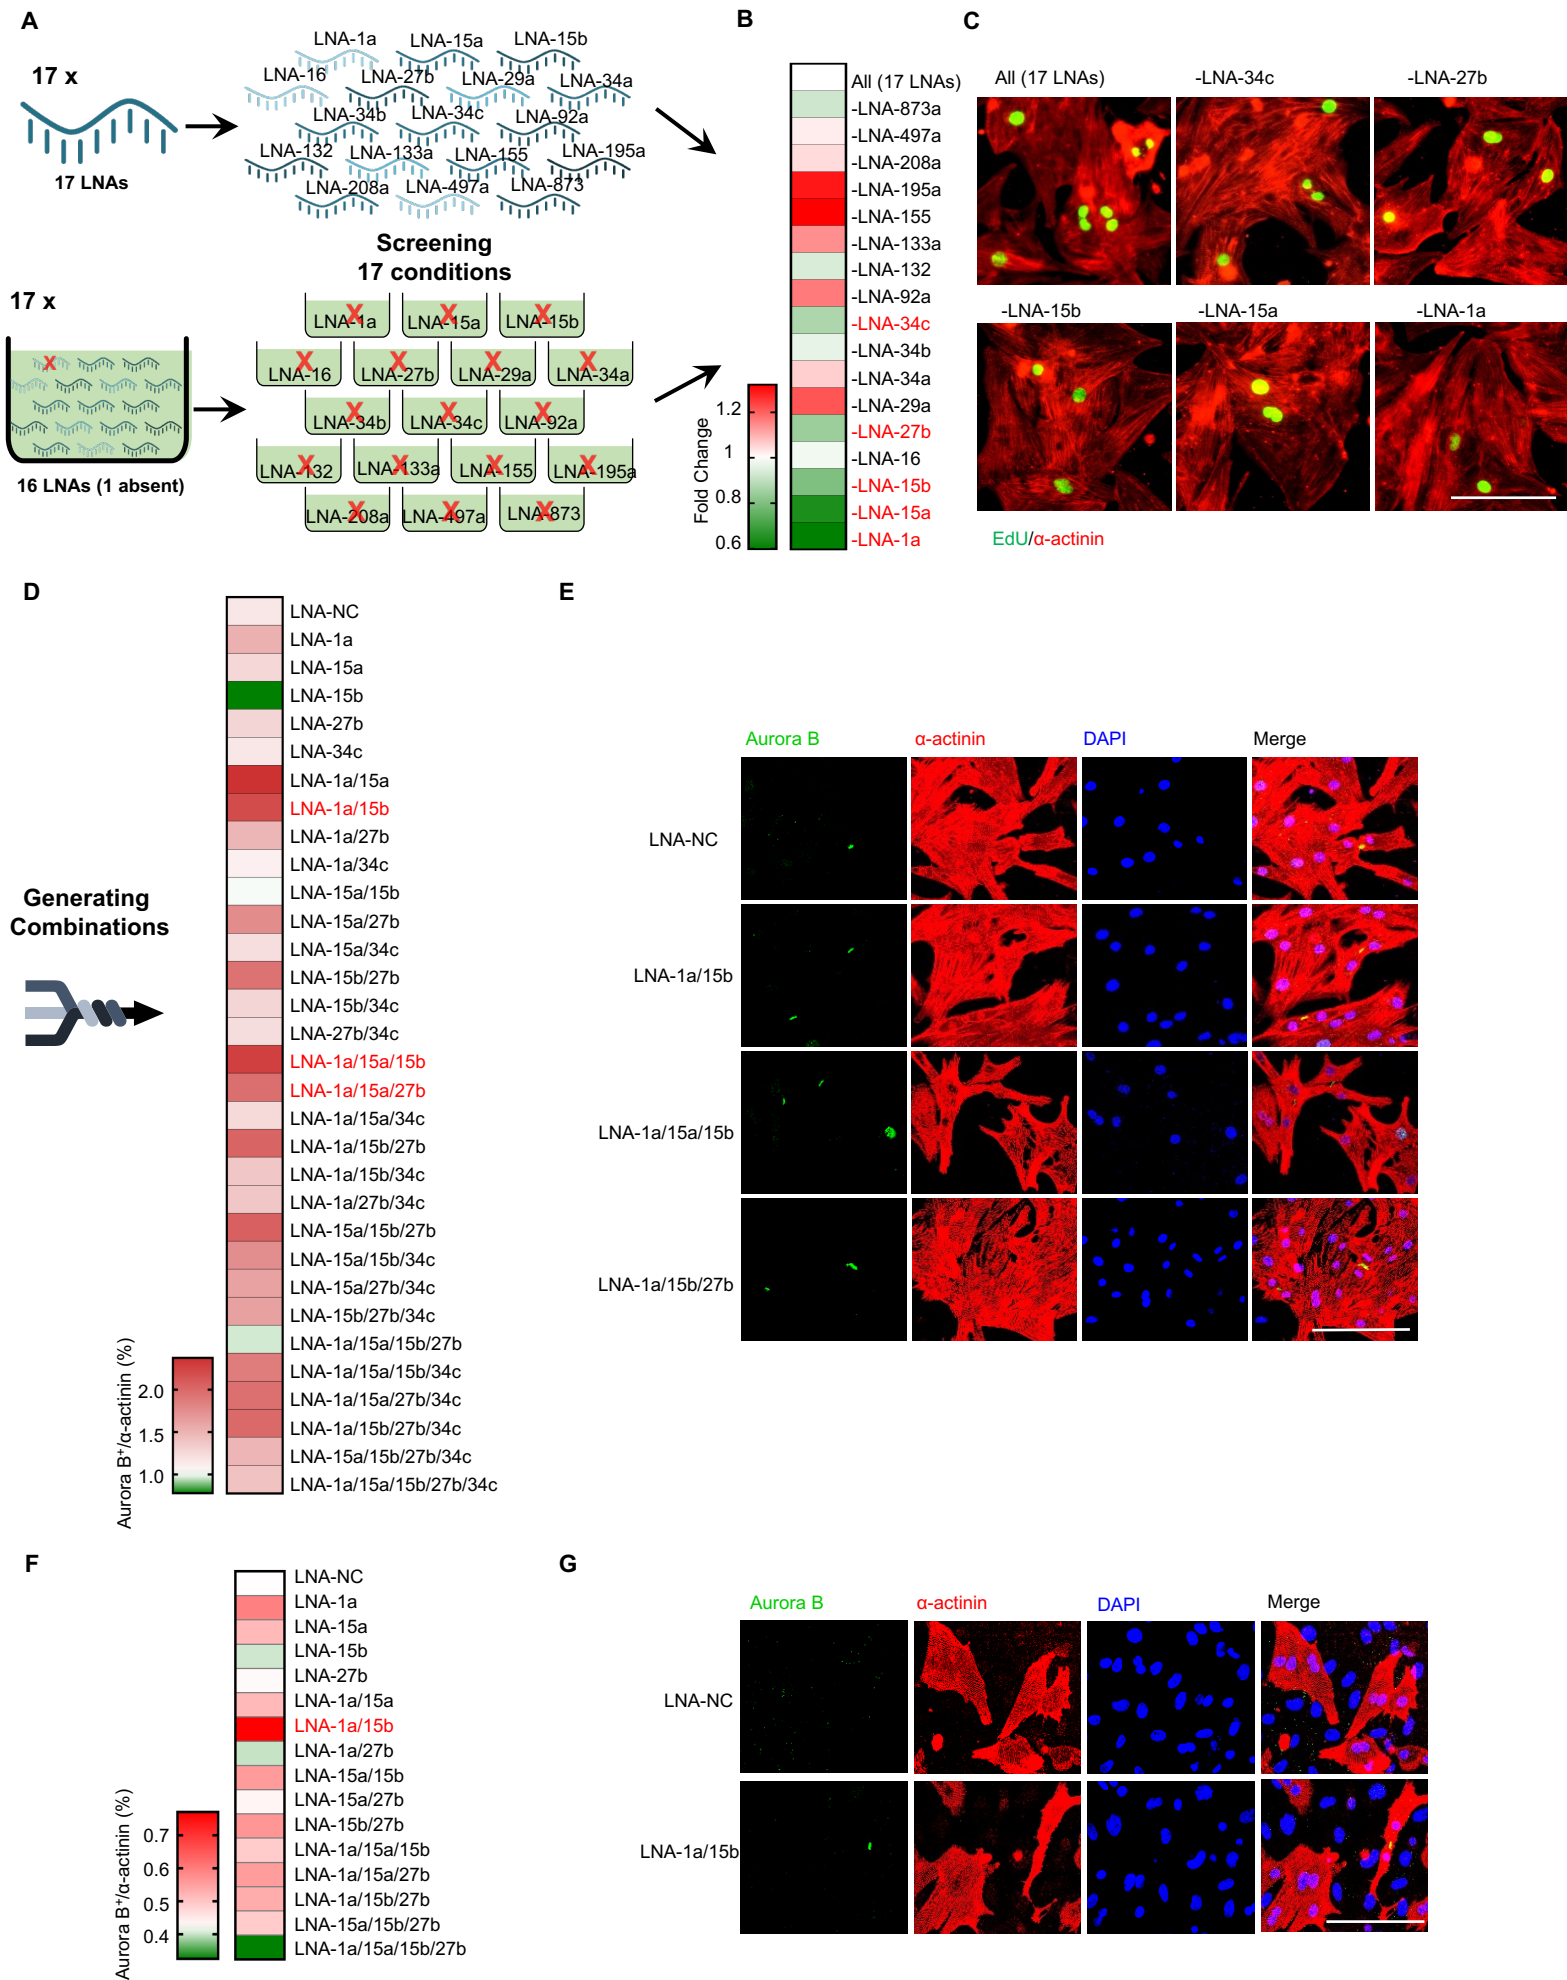 A
17 x
17 LNAs
LNA-1a
LNA-15a
LNA-15b
LNA-16
LNA-27b
LNA-29a
LNA-34a
LNA-34b
LNA-34c
LNA-92a
LNA-132
LNA-133a
LNA-155
LNA-195a
LNA-208a
LNA-497a
LNA-873
Screening
17 conditions
17 x
X
16 LNAs (1 absent)
X X X
LNA-1a
LNA-15a
LNA-15b
X X X X
LNA-16
LNA-27b
LNA-29a
LNA-34a
X X X
LNA-34b
LNA-34c
LNA-92a
X X X X
LNA-132
LNA-133a
LNA-155
LNA-195a
X X X
LNA-208a
LNA-497a
LNA-873
B
All (17 LNAs)
-LNA-873a
-LNA-497a
-LNA-208a
-LNA-195a
-LNA-155
-LNA-133a
-LNA-132
-LNA-92a
-LNA-34c
-LNA-34b
-LNA-34a
-LNA-29a
-LNA-27b
-LNA-16
-LNA-15b
-LNA-15a
-LNA-1a
Fold Change
1.2
1
0.8
0.6
C
All (17 LNAs)
-LNA-34c
-LNA-27b
-LNA-15b
-LNA-15a
-LNA-1a
EdU/α-actinin
D
Generating
Combinations
LNA-NC
LNA-1a
LNA-15a
LNA-15b
LNA-27b
LNA-34c
LNA-1a/15a
LNA-1a/15b
LNA-1a/27b
LNA-1a/34c
LNA-15a/15b
LNA-15a/27b
LNA-15a/34c
LNA-15b/27b
LNA-15b/34c
LNA-27b/34c
LNA-1a/15a/15b
LNA-1a/15a/27b
LNA-1a/15a/34c
LNA-1a/15b/27b
LNA-1a/15b/34c
LNA-1a/27b/34c
LNA-15a/15b/27b
LNA-15a/15b/34c
LNA-15a/27b/34c
LNA-15b/27b/34c
LNA-1a/15a/15b/27b
LNA-1a/15a/15b/34c
LNA-1a/15a/27b/34c
LNA-1a/15b/27b/34c
LNA-15a/15b/27b/34c
LNA-1a/15a/15b/27b/34c
Aurora B⁺/α-actinin (%)
2.0
1.5
1.0
E
Aurora B
α-actinin
DAPI
Merge
LNA-NC
LNA-1a/15b
LNA-1a/15a/15b
LNA-1a/15b/27b
F
LNA-NC
LNA-1a
LNA-15a
LNA-15b
LNA-27b
LNA-1a/15a
LNA-1a/15b
LNA-1a/27b
LNA-15a/15b
LNA-15a/27b
LNA-15b/27b
LNA-1a/15a/15b
LNA-1a/15a/27b
LNA-1a/15b/27b
LNA-15a/15b/27b
LNA-1a/15a/15b/27b
Aurora B⁺/α-actinin (%)
0.7
0.6
0.5
0.4
G
Aurora B
α-actinin
DAPI
Merge
LNA-NC
LNA-1a/15b